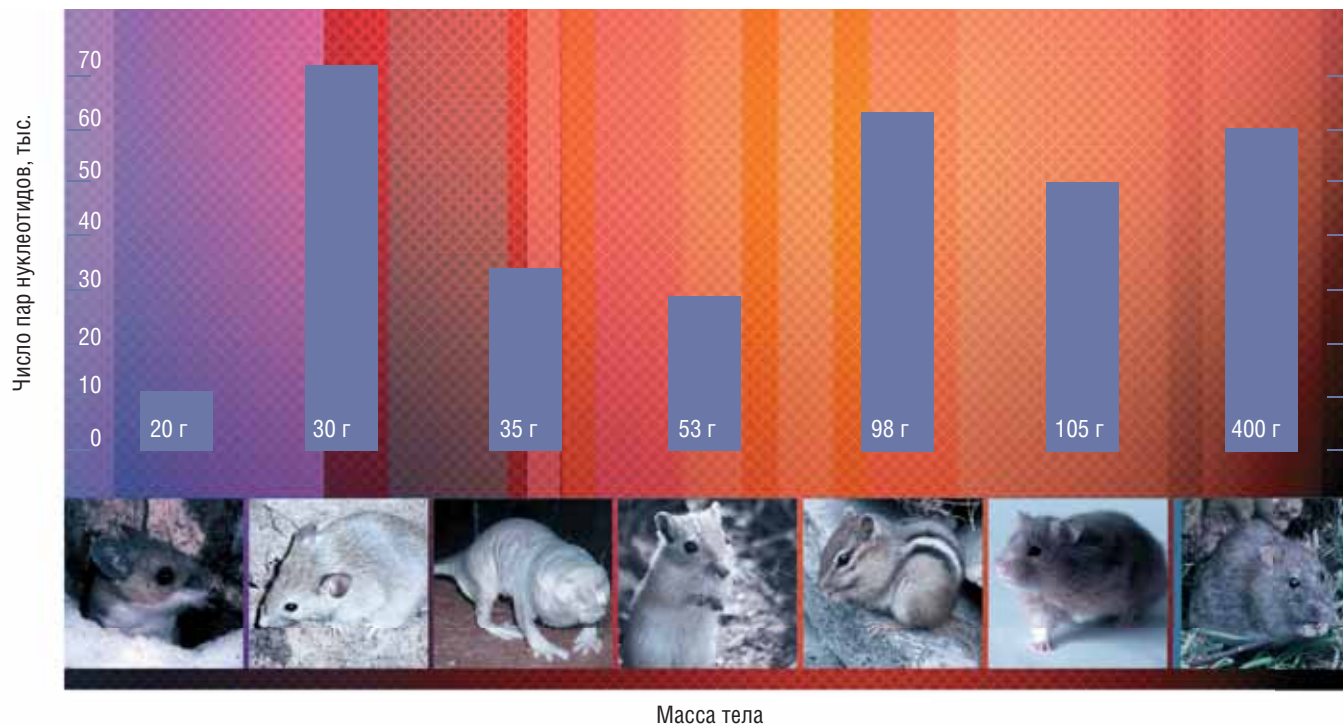 Число пар нуклеотидов, тыс.
70
60
50
40
30
20
10
0
20 г
30 г
35 г
53 г
98 г
105 г
400 г
Масса тела